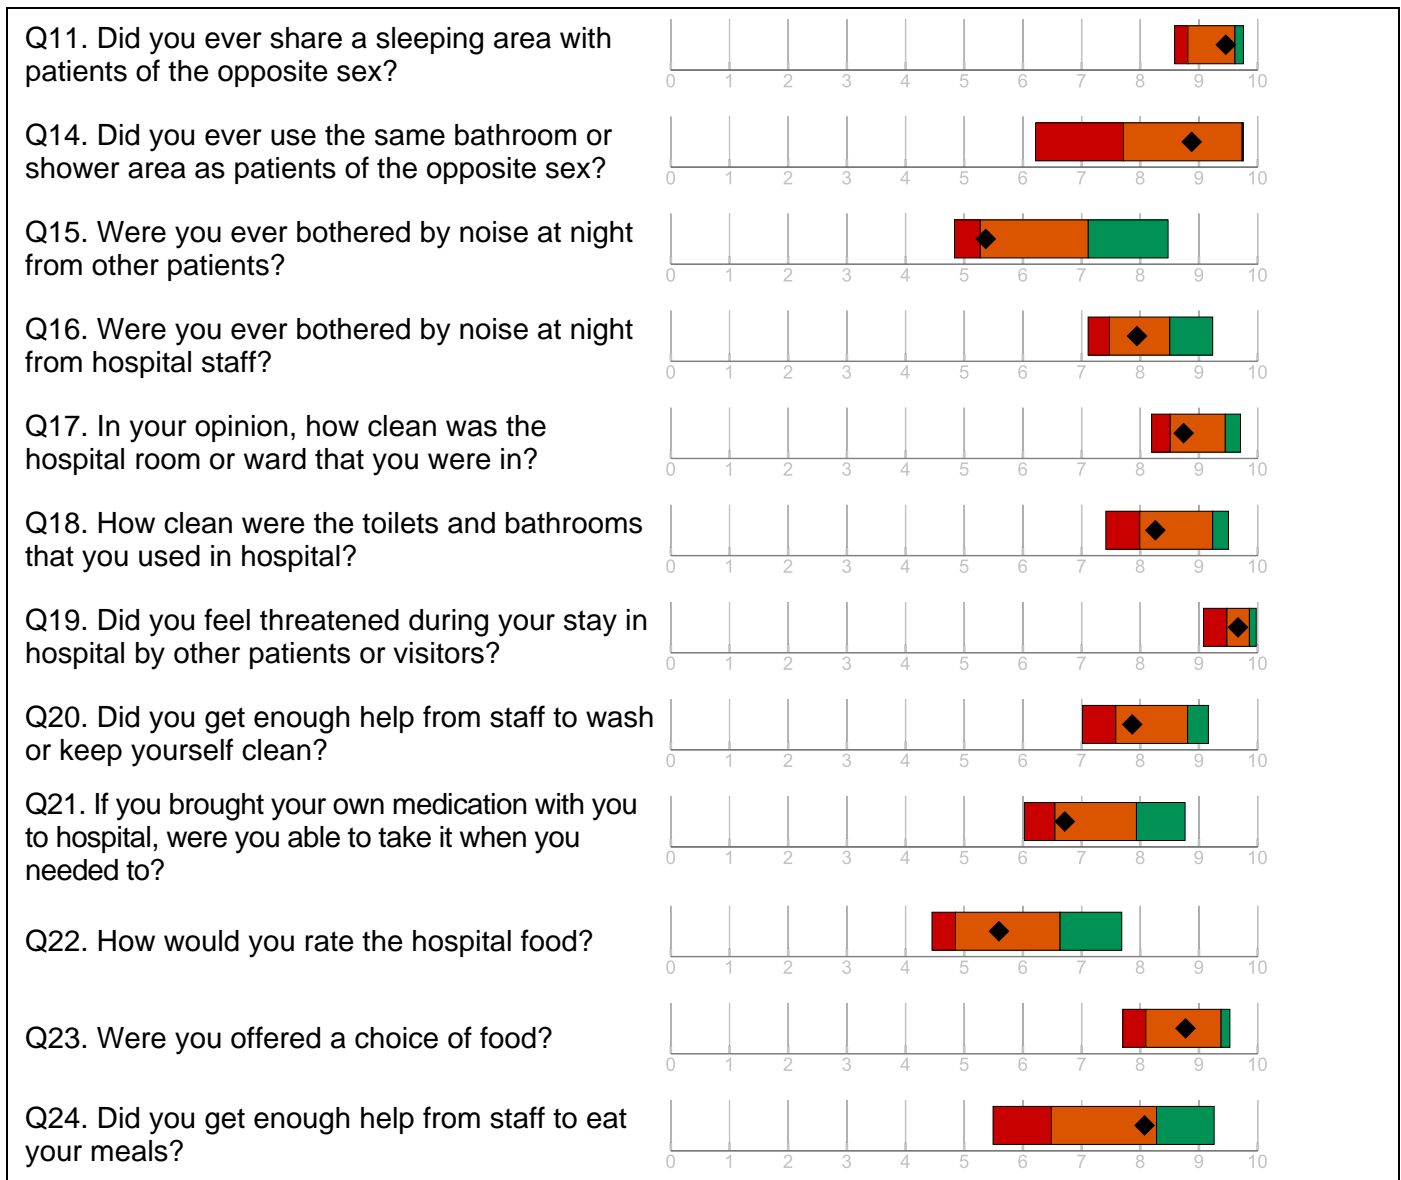 Q11. Did you ever share a sleeping area with
patients of the opposite sex?
0 1 2 3 4 5 6 7 8 9 10
Q14. Did you ever use the same bathroom or
shower area as patients of the opposite sex?
0 1 2 3 4 5 6 7 8 9 10
Q15. Were you ever bothered by noise at night
from other patients?
0 1 2 3 4 5 6 7 8 9 10
Q16. Were you ever bothered by noise at night
from hospital staff?
0 1 2 3 4 5 6 7 8 9 10
Q17. In your opinion, how clean was the
hospital room or ward that you were in?
0 1 2 3 4 5 6 7 8 9 10
Q18. How clean were the toilets and bathrooms
that you used in hospital?
0 1 2 3 4 5 6 7 8 9 10
Q19. Did you feel threatened during your stay in
hospital by other patients or visitors?
0 1 2 3 4 5 6 7 8 9 10
Q20. Did you get enough help from staff to wash
or keep yourself clean?
0 1 2 3 4 5 6 7 8 9 10
Q21. If you brought your own medication with you
to hospital, were you able to take it when you
needed to?
0 1 2 3 4 5 6 7 8 9 10
Q22. How would you rate the hospital food?
0 1 2 3 4 5 6 7 8 9 10
Q23. Were you offered a choice of food?
0 1 2 3 4 5 6 7 8 9 10
Q24. Did you get enough help from staff to eat
your meals?
0 1 2 3 4 5 6 7 8 9 10